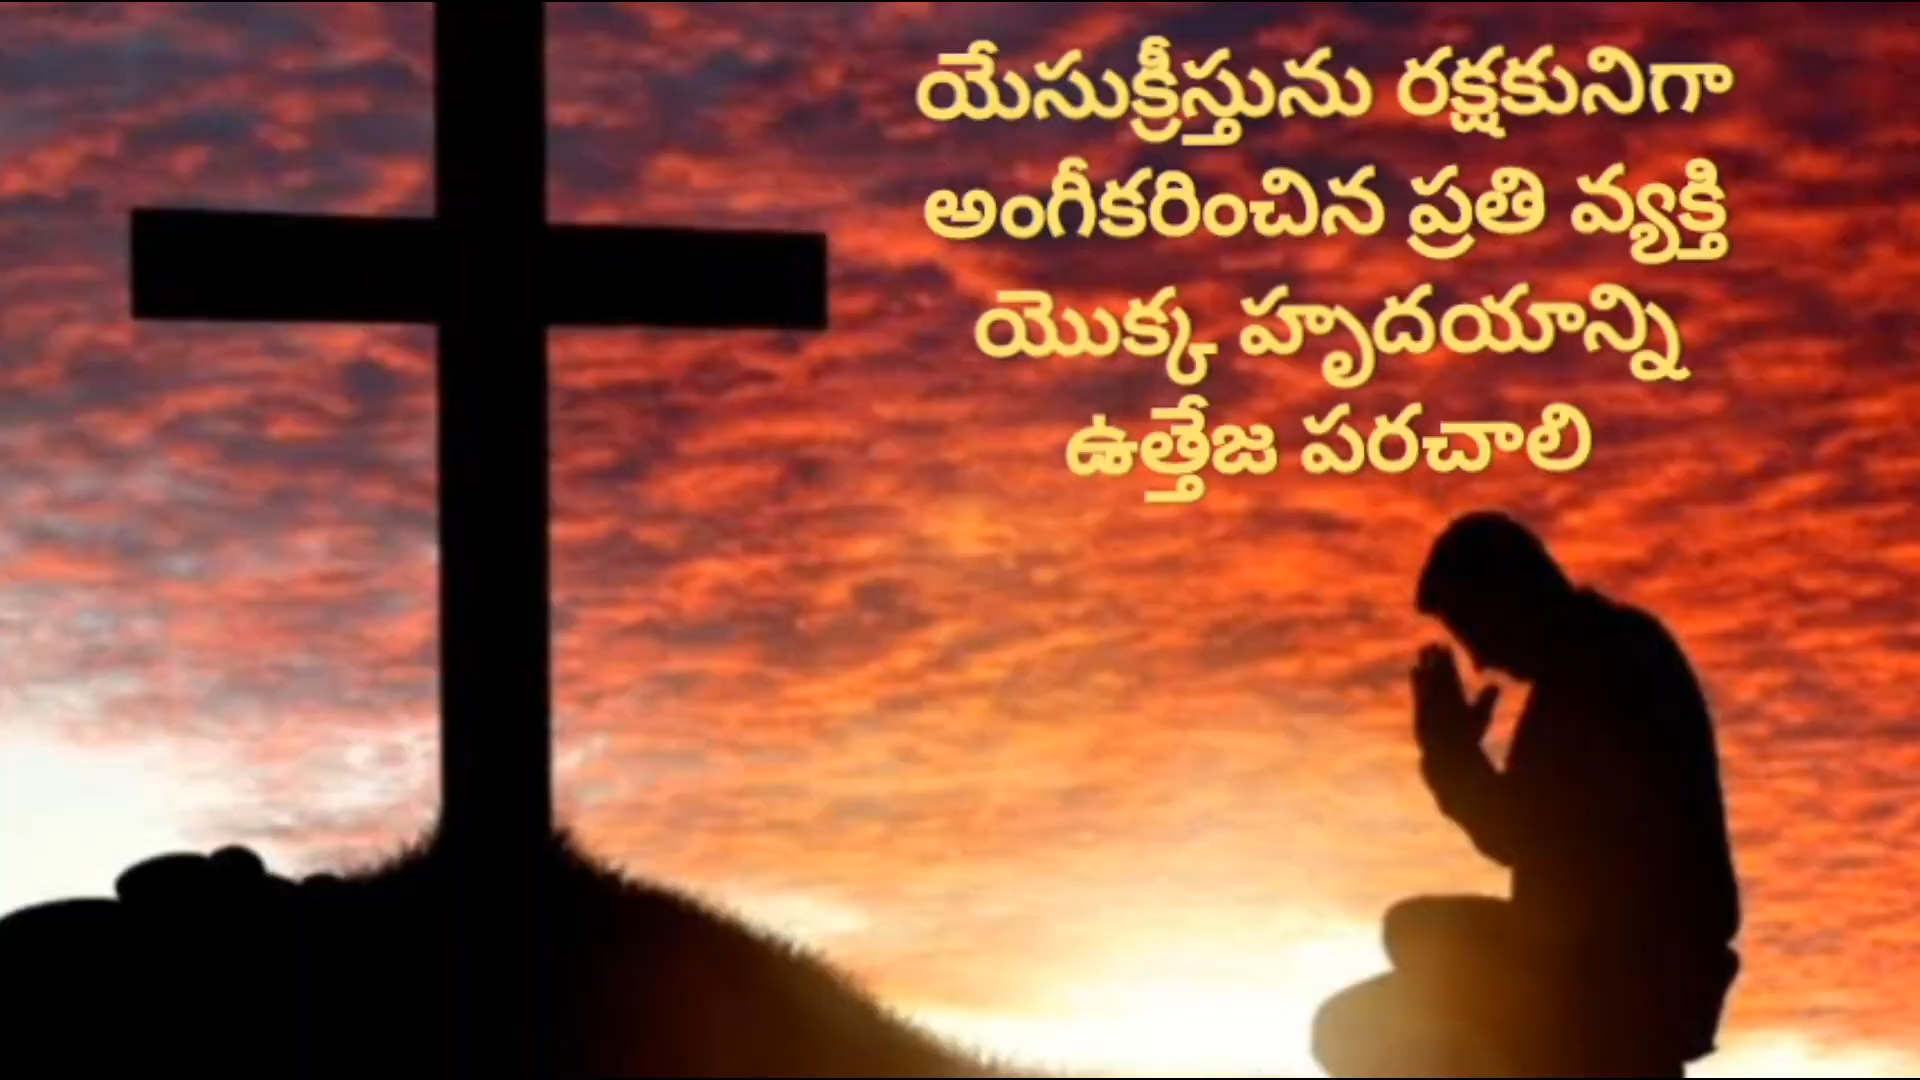 యేసుక్రీస్తును రక్షకునిగా
అంగీకరించిన ప్రతి వ్యక్తి
యొక్క హృదయాన్ని
ఉత్తేజ పరచాలి